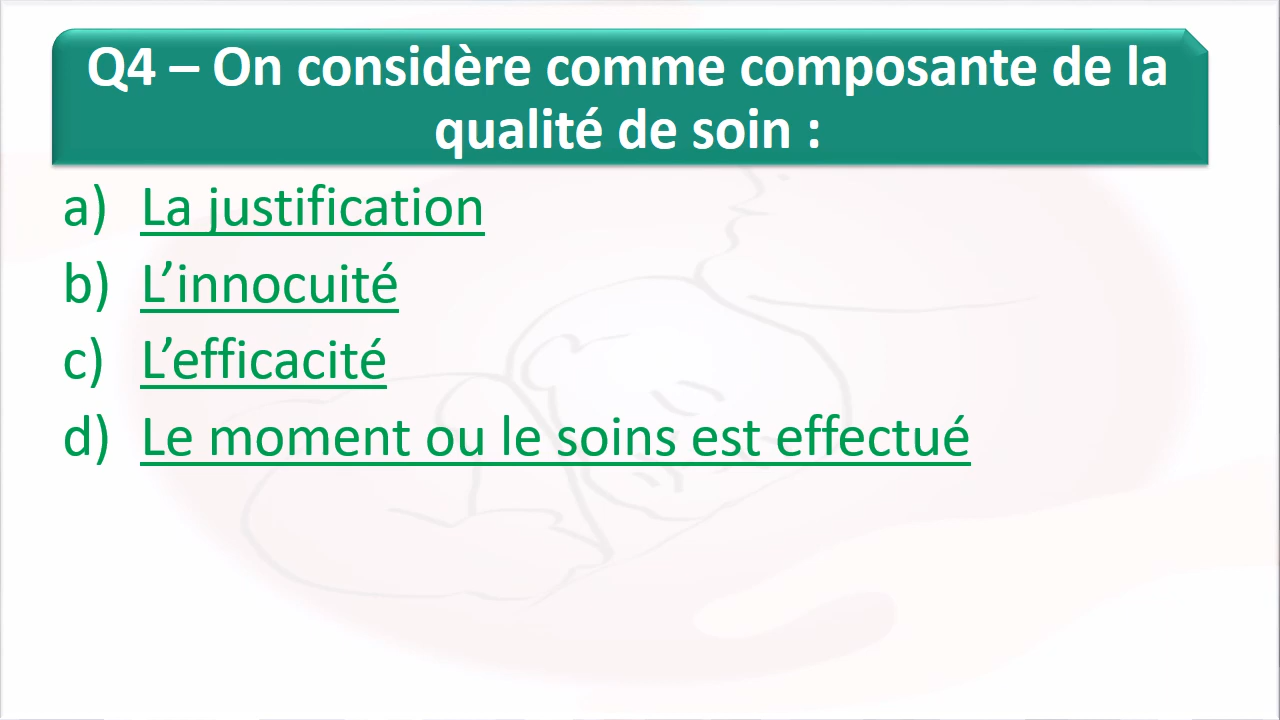 Q4 – On considère comme composante de la
qualité de soin :
a) La justification
b) L’innocuité
c) L’efficacité
d) Le moment ou le soins est effectué